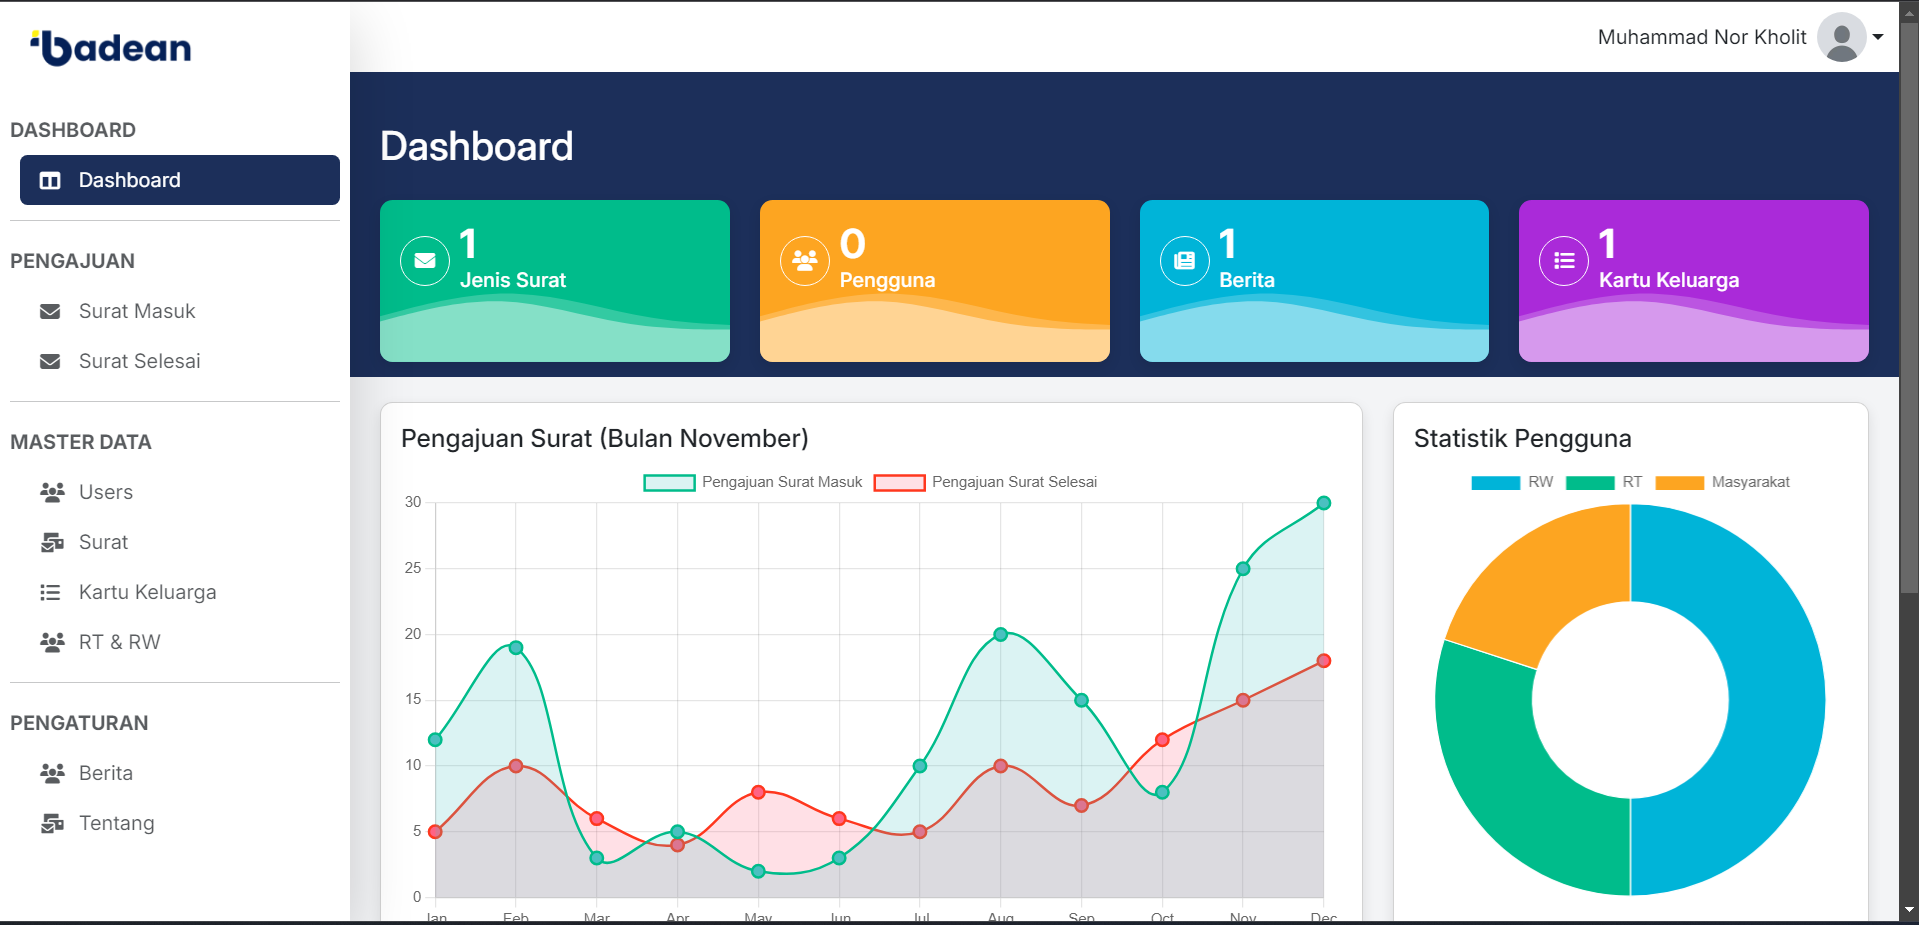 badean
Muhammad Nor Kholit
DASHBOARD
Dashboard
PENGAJUAN
Surat Masuk
Surat Selesai
MASTER DATA
Users
Surat
Kartu Keluarga
RT & RW
PENGATURAN
Berita
Tentang
Dashboard
1
Jenis Surat
0
Pengguna
1
Berita
1
Kartu Keluarga
Pengajuan Surat (Bulan November)
Pengajuan Surat Masuk Pengajuan Surat Selesai
30
25
20
15
10
5
0
Jan Feb Mar Apr May Jun Jul Aug Sep Oct Nov Dec
Statistik Pengguna
RW RT Masyarakat